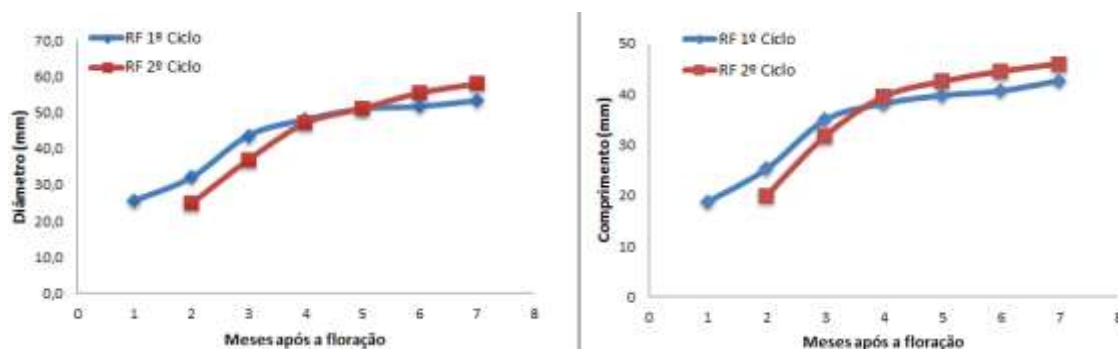 RF 1º Ciclo
RF 2º Ciclo
70,0
60,0
50,0
40,0
30,0
20,0
10,0
0,0
Diâmetro (mm)
0 1 2 3 4 5 6 7 8
Meses após a floração
RF 1º Ciclo
RF 2º Ciclo
50
40
30
20
10
0
Comprimento (mm)
0 1 2 3 4 5 6 7 8
Meses após a floração